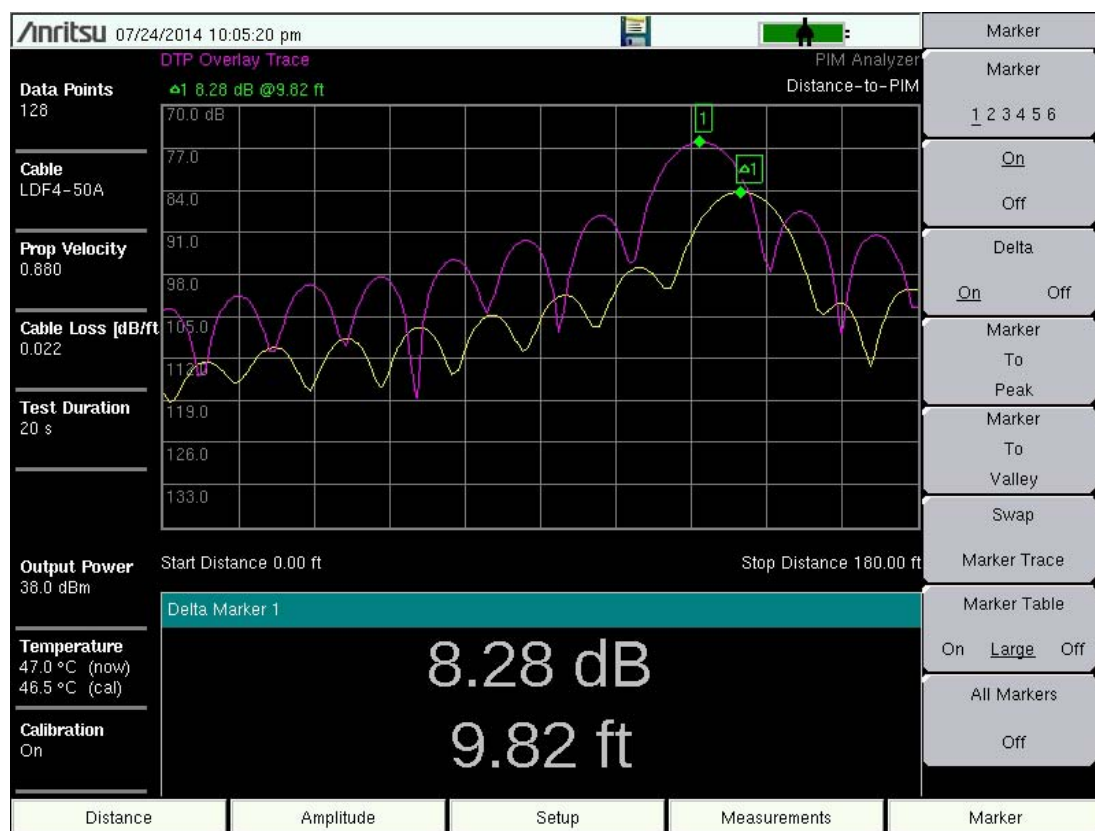 Anritsu 07/24/2014 10:05:20 pm
DTP Overlay Trace
PIM Analyzer
Δ1 8.28 dB @9.82 ft
Distance-to-PIM
Data Points
128
Cable
LDF4-50A
Prop Velocity
0.880
Cable Loss [dB/ft
0.022
Test Duration
20 s
Output Power
38.0 dBm
Temperature
47.0 °C (now)
46.5 °C (cal)
Calibration
On
70.0 dB
77.0
84.0
91.0
98.0
105.0
112.0
119.0
126.0
133.0
1
Δ1
Start Distance 0.00 ft
Stop Distance 180.00 ft
Delta Marker 1
8.28 dB
9.82 ft
Marker
Marker
1 2 3 4 5 6
On
Off
Delta
On Off
Marker
To
Peak
Marker
To
Valley
Swap
Marker Trace
Marker Table
On Large Off
All Markers
Off
Distance
Amplitude
Setup
Measurements
Marker